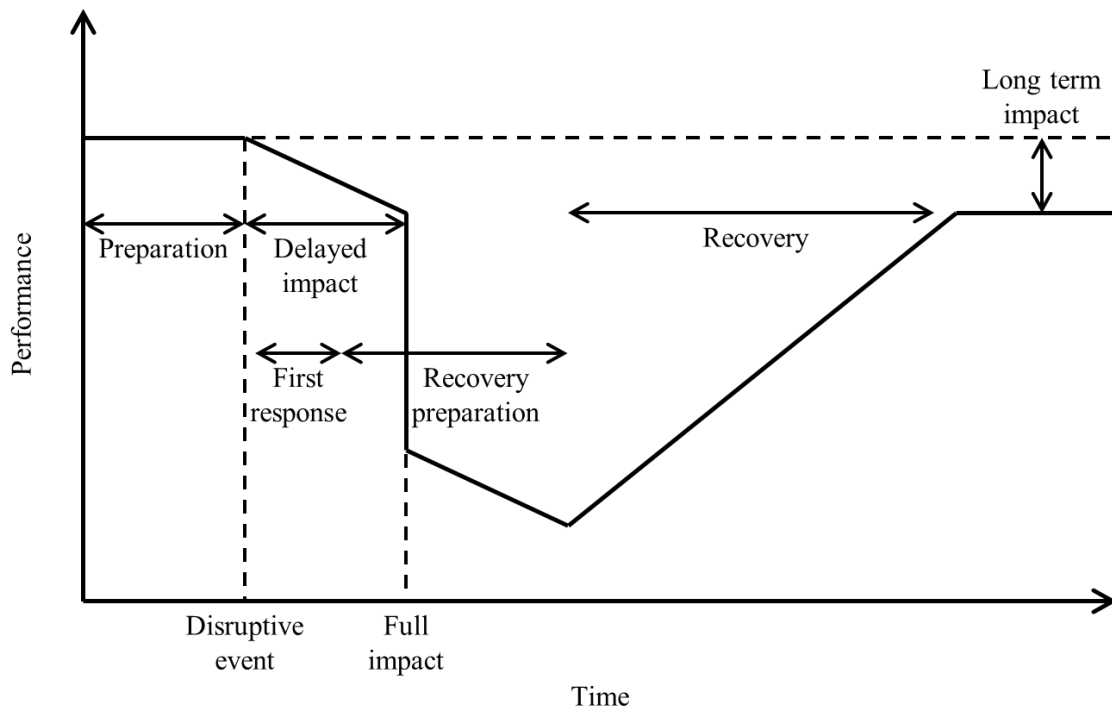 Long term
impact
Preparation
Delayed
impact
Recovery
Performance
First
response
Recovery
preparation
Disruptive
event
Full
impact
Time